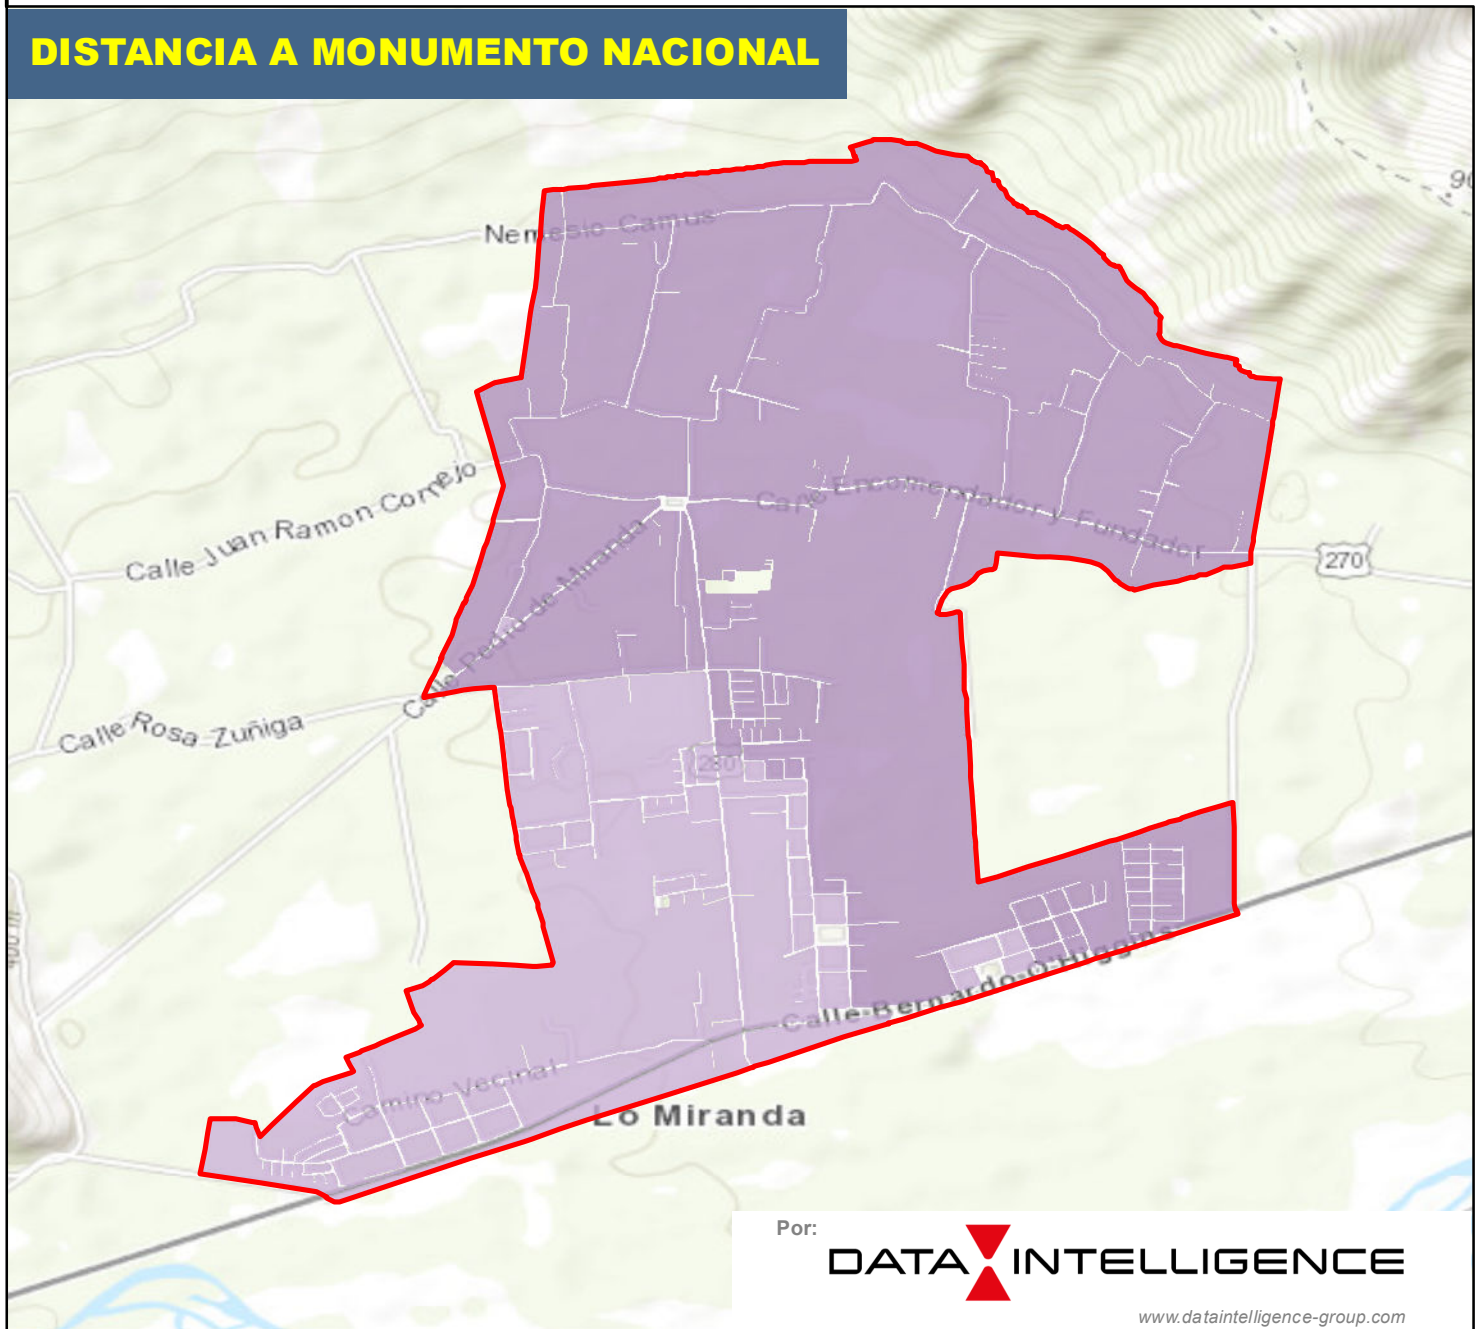 DISTANCIA A MONUMENTO NACIONAL
Nemesio Camus
Calle Juan Ramon Cornejo
Calle Encomendador y Fundador
270
Calle Pedro de Miranda
Calle Rosa Zuñiga
280
Calle Bernardo O'Higgins
Camino Vecinal
Lo Miranda
Por:
DATA INTELLIGENCE
www.dataintelligence-group.com